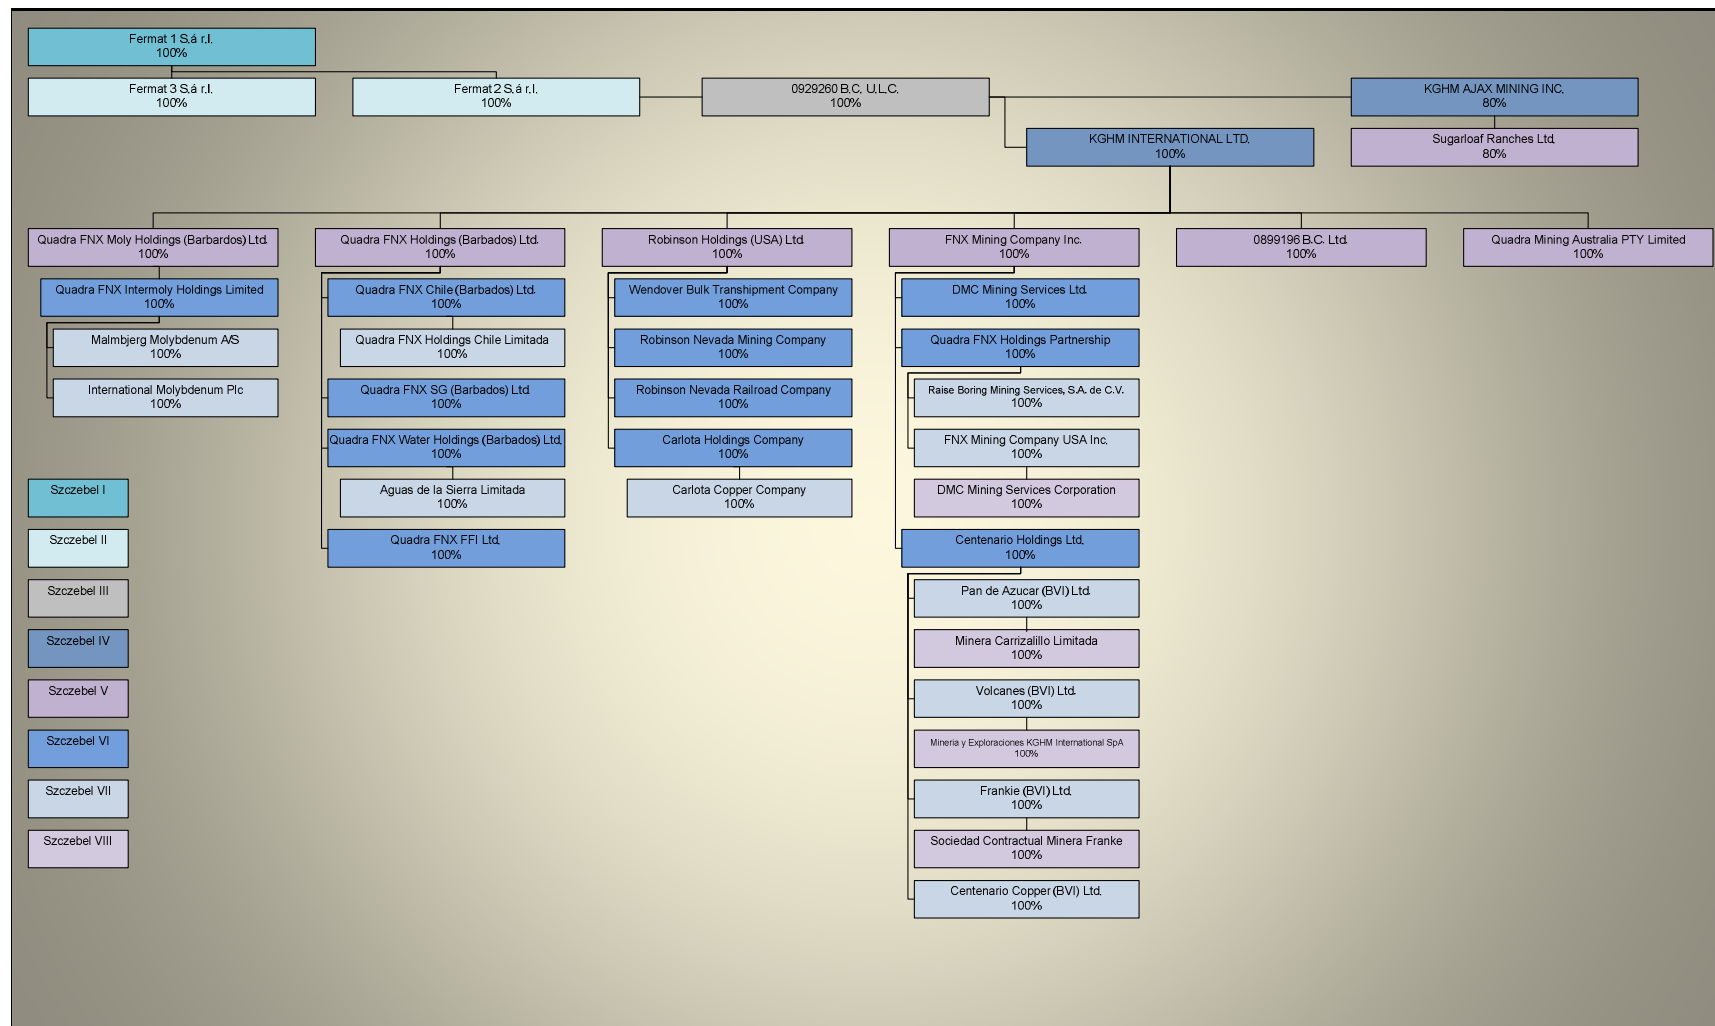 Fermat 1 S.á r.l.
100%
Fermat 3 S.á r.l.
100%
Fermat 2 S.á r.l.
100%
0929260 B.C. U.L.C.
100%
KGHM AJAX MINING INC.
80%
KGHM INTERNATIONAL LTD.
100%
Sugarloaf Ranches Ltd.
80%
Quadra FNX Moly Holdings (Barbardos) Ltd.
100%
Quadra FNX Intermoly Holdings Limited
100%
Malmbjerg Molybdenum A/S
100%
International Molybdenum Plc
100%
Quadra FNX Holdings (Barbados) Ltd.
100%
Quadra FNX Chile (Barbados) Ltd.
100%
Quadra FNX Holdings Chile Limitada
100%
Quadra FNX SG (Barbados) Ltd.
100%
Quadra FNX Water Holdings (Barbados) Ltd.
100%
Aguas de la Sierra Limitada
100%
Quadra FNX FFI Ltd.
100%
Robinson Holdings (USA) Ltd.
100%
Wendover Bulk Transhipment Company
100%
Robinson Nevada Mining Company
100%
Robinson Nevada Railroad Company
100%
Carlota Holdings Company
100%
Carlota Copper Company
100%
FNX Mining Company Inc.
100%
DMC Mining Services Ltd.
100%
Quadra FNX Holdings Partnership
100%
Raise Boring Mining Services, S.A. de C.V.
100%
FNX Mining Company USA Inc.
100%
DMC Mining Services Corporation
100%
Centenario Holdings Ltd.
100%
Pan de Azucar (BVI) Ltd.
100%
Minera Carrizalillo Limitada
100%
Volcanes (BVI) Ltd.
100%
Mineria y Exploraciones KGHM International SpA
100%
Frankie (BVI) Ltd.
100%
Sociedad Contractual Minera Franke
100%
Centenario Copper (BVI) Ltd.
100%
0899196 B.C. Ltd.
100%
Quadra Mining Australia PTY Limited
100%
Szczebel I
Szczebel II
Szczebel III
Szczebel IV
Szczebel V
Szczebel VI
Szczebel VII
Szczebel VIII